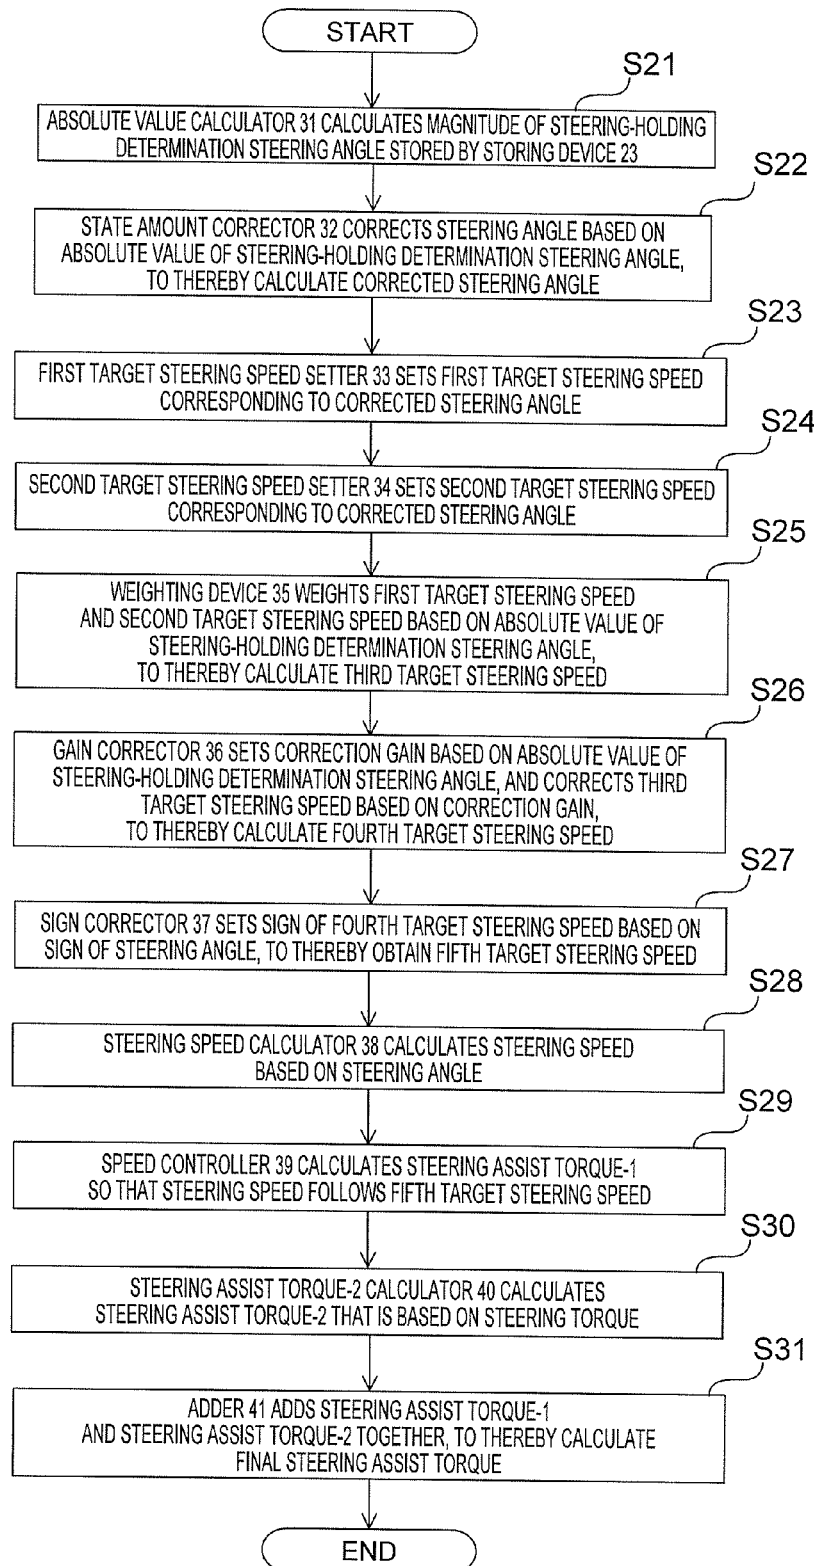 START
S21
ABSOLUTE VALUE CALCULATOR 31 CALCULATES MAGNITUDE OF STEERING-HOLDING
DETERMINATION STEERING ANGLE STORED BY STORING DEVICE 23
S22
STATE AMOUNT CORRECTOR 32 CORRECTS STEERING ANGLE BASED ON
ABSOLUTE VALUE OF STEERING-HOLDING DETERMINATION STEERING ANGLE,
TO THEREBY CALCULATE CORRECTED STEERING ANGLE
S23
FIRST TARGET STEERING SPEED SETTER 33 SETS FIRST TARGET STEERING SPEED
CORRESPONDING TO CORRECTED STEERING ANGLE
S24
SECOND TARGET STEERING SPEED SETTER 34 SETS SECOND TARGET STEERING SPEED
CORRESPONDING TO CORRECTED STEERING ANGLE
S25
WEIGHTING DEVICE 35 WEIGHTS FIRST TARGET STEERING SPEED
AND SECOND TARGET STEERING SPEED BASED ON ABSOLUTE VALUE OF
STEERING-HOLDING DETERMINATION STEERING ANGLE,
TO THEREBY CALCULATE THIRD TARGET STEERING SPEED
S26
GAIN CORRECTOR 36 SETS CORRECTION GAIN BASED ON ABSOLUTE VALUE OF
STEERING-HOLDING DETERMINATION STEERING ANGLE, AND CORRECTS THIRD
TARGET STEERING SPEED BASED ON CORRECTION GAIN,
TO THEREBY CALCULATE FOURTH TARGET STEERING SPEED
S27
SIGN CORRECTOR 37 SETS SIGN OF FOURTH TARGET STEERING SPEED BASED ON
SIGN OF STEERING ANGLE, TO THEREBY OBTAIN FIFTH TARGET STEERING SPEED
S28
STEERING SPEED CALCULATOR 38 CALCULATES STEERING SPEED
BASED ON STEERING ANGLE
S29
SPEED CONTROLLER 39 CALCULATES STEERING ASSIST TORQUE-1
SO THAT STEERING SPEED FOLLOWS FIFTH TARGET STEERING SPEED
S30
STEERING ASSIST TORQUE-2 CALCULATOR 40 CALCULATES
STEERING ASSIST TORQUE-2 THAT IS BASED ON STEERING TORQUE
S31
ADDER 41 ADDS STEERING ASSIST TORQUE-1
AND STEERING ASSIST TORQUE-2 TOGETHER, TO THEREBY CALCULATE
FINAL STEERING ASSIST TORQUE
END